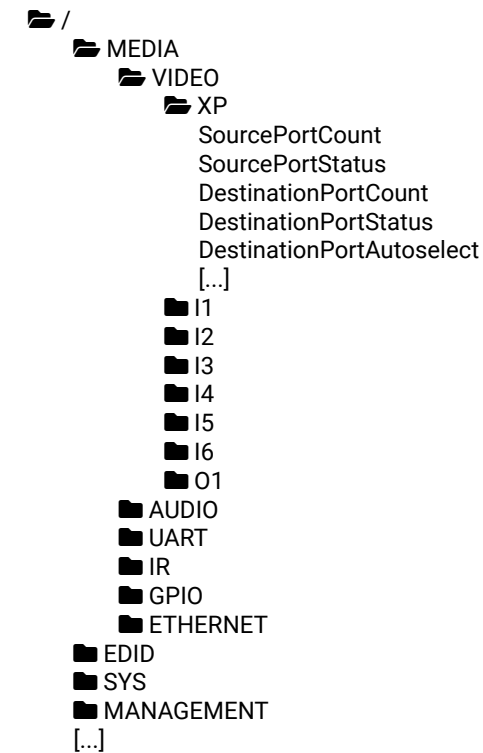 /
MEDIA
VIDEO
XP
SourcePortCount
SourcePortStatus
DestinationPortCount
DestinationPortStatus
DestinationPortAutoselect
[...]
I1
I2
I3
I4
I5
I6
O1
AUDIO
UART
IR
GPIO
ETHERNET
EDID
SYS
MANAGEMENT
[...]